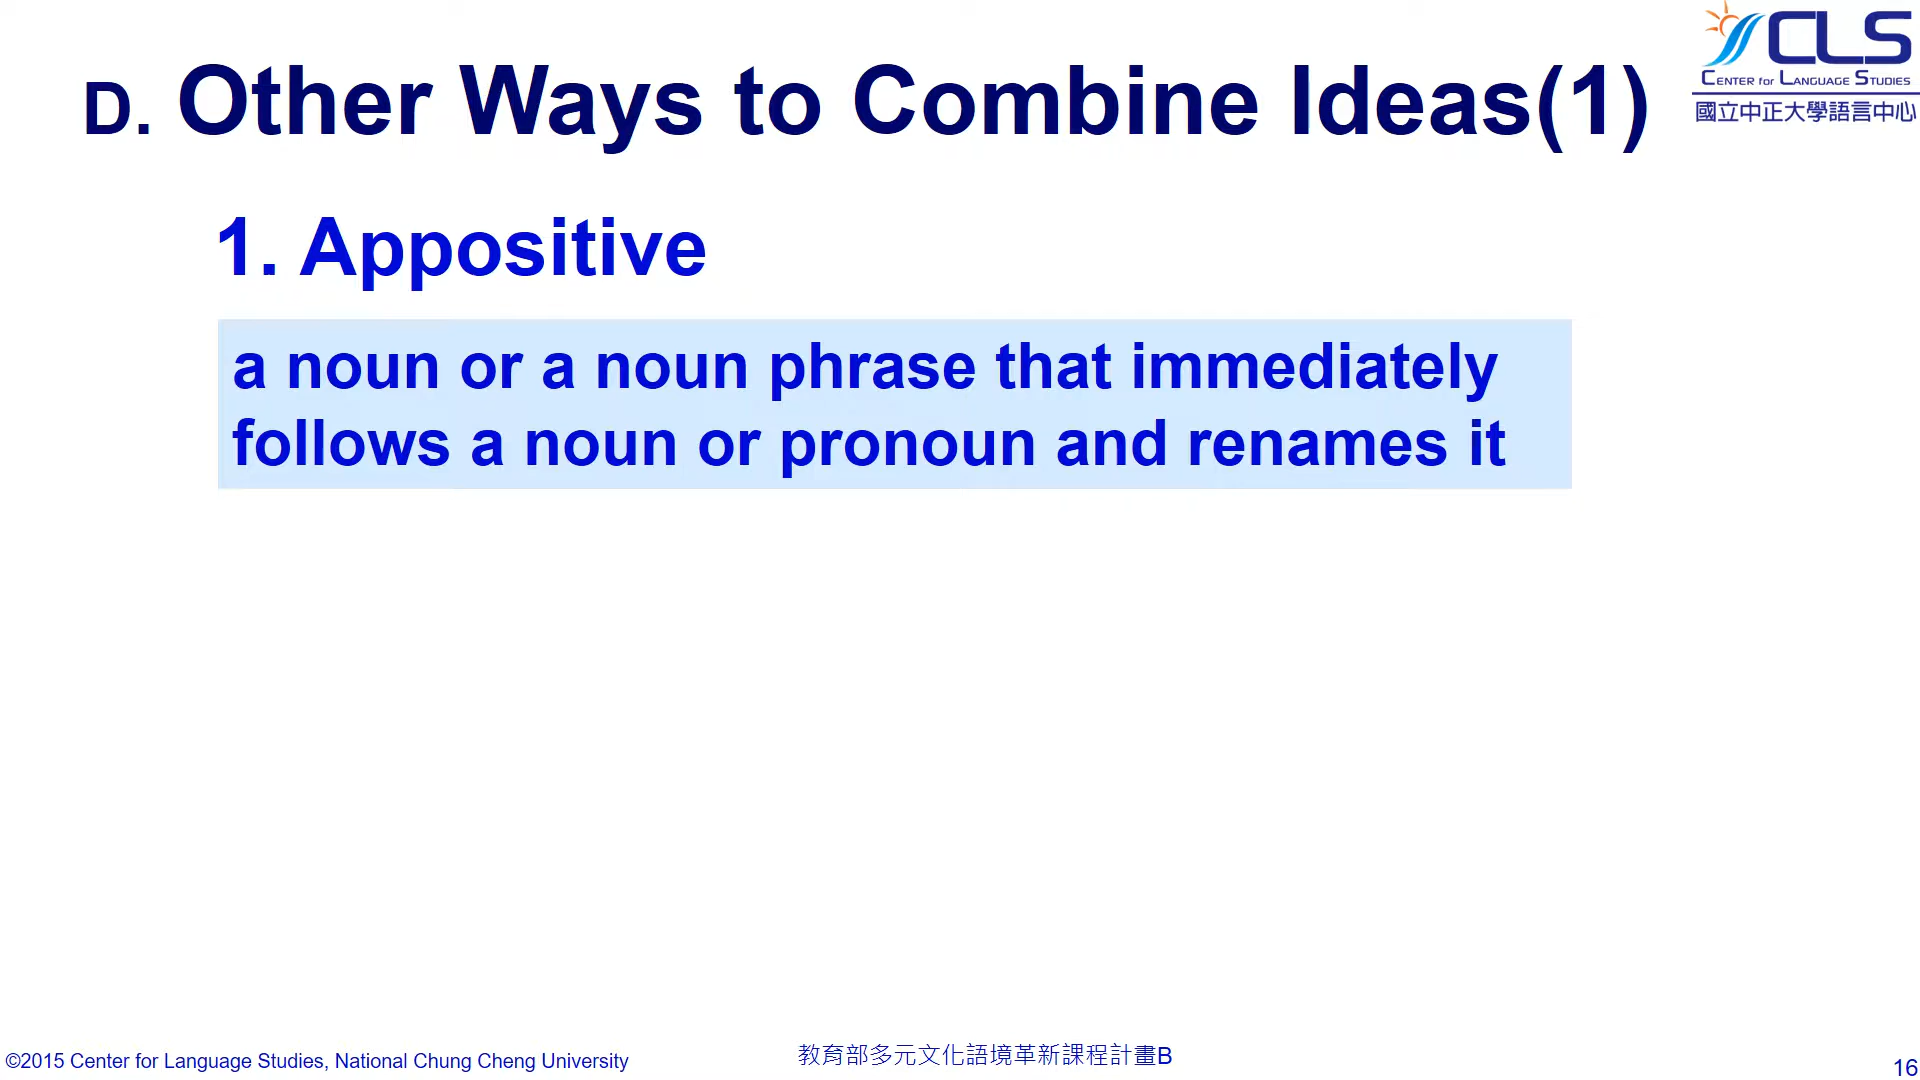 D. Other Ways to Combine Ideas(1)
CLS
CENTER for LANGUAGE STUDIES
國立中正大學語言中心
1. Appositive
a noun or a noun phrase that immediately
follows a noun or pronoun and renames it
©2015 Center for Language Studies, National Chung Cheng University
教育部多元文化語境革新課程計畫B
16